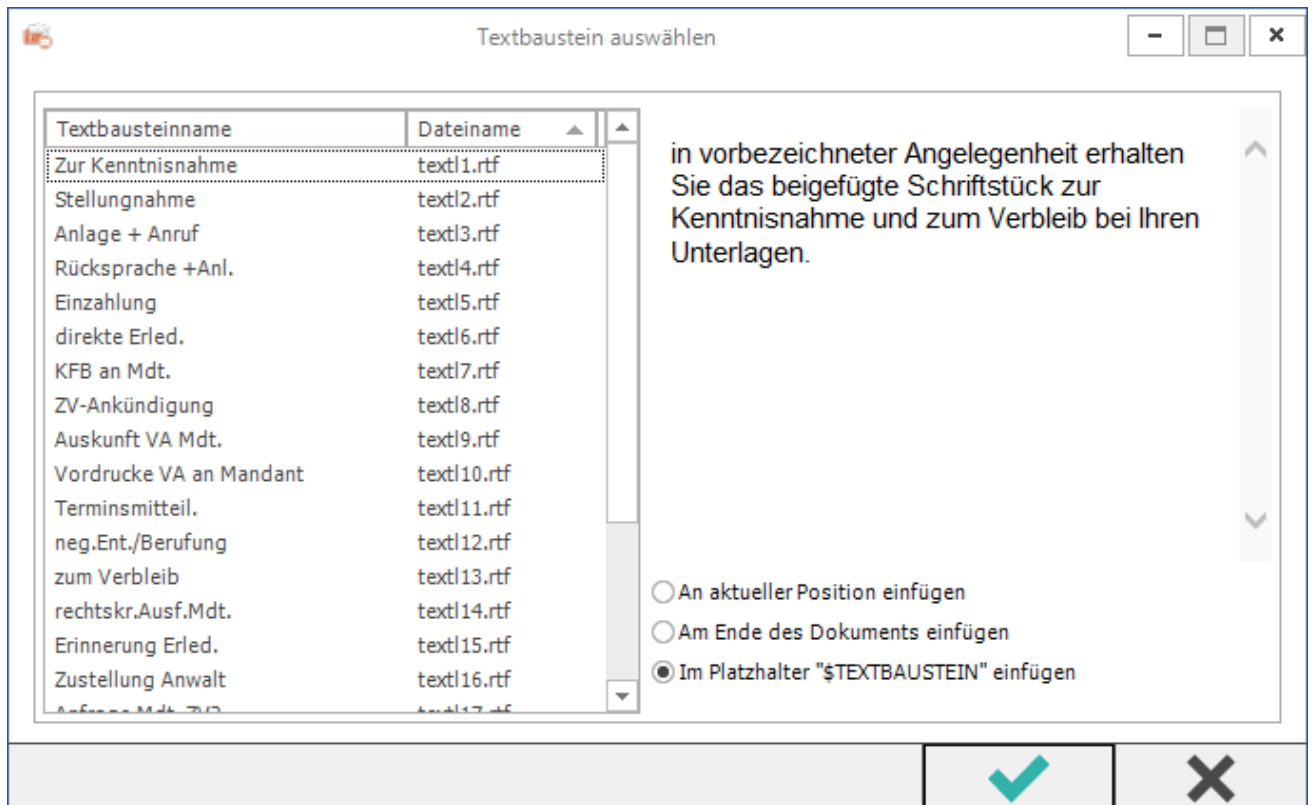 Textbaustein auswählen
Textbausteinname Dateiname
Zur Kenntnisnahme textl1.rtf
Stellungnahme textl2.rtf
Anlage + Anruf textl3.rtf
Rücksprache +Anl. textl4.rtf
Einzahlung textl5.rtf
direkte Erled. textl6.rtf
KFB an Mdt. textl7.rtf
ZV-Ankündigung textl8.rtf
Auskunft VA Mdt. textl9.rtf
Vordrucke VA an Mandant textl10.rtf
Terminsmitteil. textl11.rtf
neg.Ent./Berufung textl12.rtf
zum Verbleib textl13.rtf
rechtskr.Ausf.Mdt. textl14.rtf
Erinnerung Erled. textl15.rtf
Zustellung Anwalt textl16.rtf
Anfrage Mdt. textl17.rtf
in vorbezeichneter Angelegenheit erhalten
Sie das beigefügte Schriftstück zur
Kenntnisnahme und zum Verbleib bei Ihren
Unterlagen.
An aktueller Position einfügen
Am Ende des Dokuments einfügen
Im Platzhalter "$TEXTBAUSTEIN" einfügen